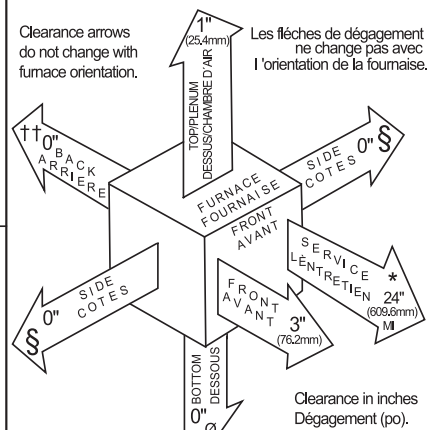 Clearance arrows
do not change with
furnace orientation.
Les fléches de dégagement
ne change pas avec
l 'orientation de la fournaise.
1"
(25.4mm)
TOP/PLENUM
DESSUS/CHAMBRE D'AIR
†† 0"
BACK
ARRIERE
SIDE
COTES
0" §
FURNACE
FOURNAISE
FRONT
AVANT
SERVICE
LÈNTRETIEN
*
24"
(609.6mm)
MI
§ 0"
SIDE
COTES
FRONT
AVANT
3"
(76.2mm)
BOTTOM
DESSOUS
0" Ø
Clearance in inches
Dégagement (po).